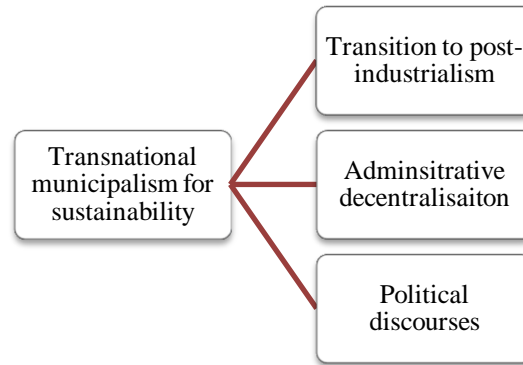 Transition to post-
industrialism
Transnational
municipalism for
sustainability
Adminsitrative
decentralisaiton
Political
discourses